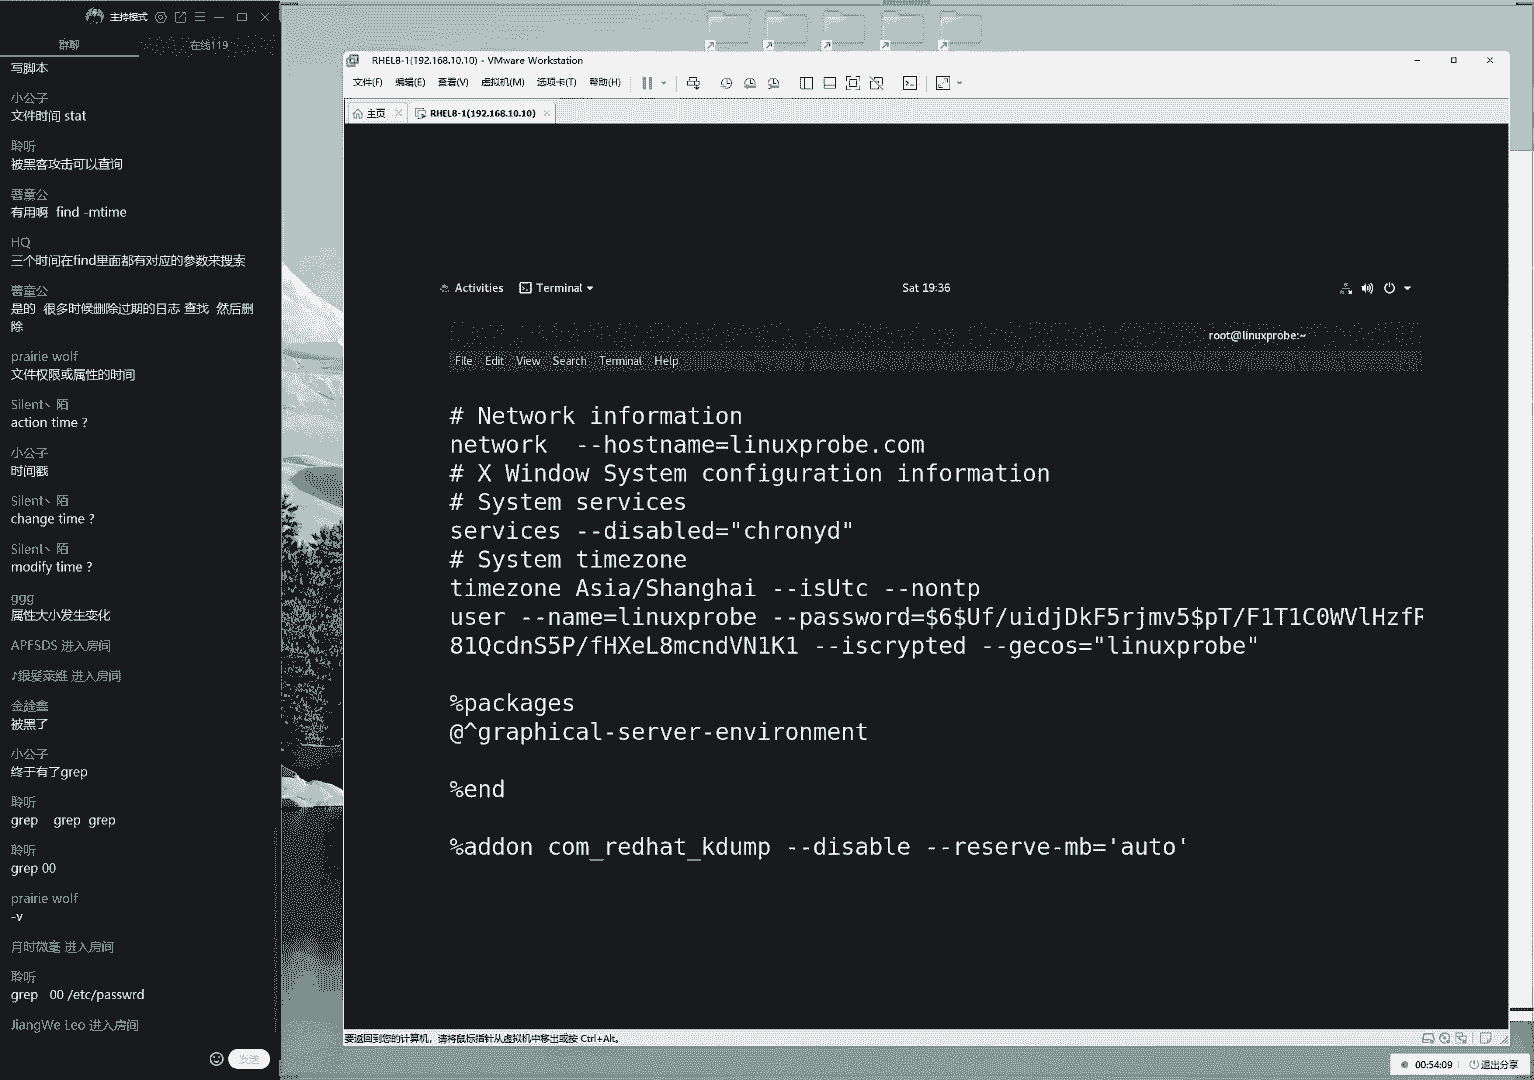 主持模式
群聊
在线119
写脚本
小公子
文件时间 stat
聆听
被黑客攻击可以查询
薯童公
有用啊 find -mtime
HQ
三个时间在find里面都有对应的参数来搜索
薯童公
是的 很多时候删除过期的日志 查找 然后删
除
prairie wolf
文件权限或属性的时间
Silent丶 陌
action time ?
小公子
时间戳
Silent丶 陌
change time ?
Silent丶 陌
modify time ?
ggg
属性大小发生变化
APFSDS 进入房间
进入房间
被黑了
小公子
终于有了grep
聆听
grep grep grep
聆听
grep 00
prairie wolf
-v
月时微毫 进入房间
聆听
grep 00 /etc/passwrd
JiangWe Leo 进入房间
发送
RHEL8-1(192.168.10.10) - VMware Workstation
文件(F) 编辑(E) 查看(V) 虚拟机(M) 选项卡(T) 帮助(H)
主页 RHEL8-1(192.168.10.10)
Activities Terminal Sat 19:36
root@linuxprobe:~
File Edit View Search Terminal Help
# Network information
network --hostname=linuxprobe.com
# X Window System configuration information
# System services
services --disabled="chronyd"
# System timezone
timezone Asia/Shanghai --isUtc --nontp
user --name=linuxprobe --password=$6$Uf/uidjDkF5rjmv5$pT/F1T1C0WVlHzfR
81QcdnS5P/fHXeL8mcndVN1K1 --iscrypted --gecos="linuxprobe"
%packages
@^graphical-server-environment
%end
%addon com_redhat_kdump --disable --reserve-mb='auto'
要返回到您的计算机，请将鼠标指针从虚拟机中移出或按 Ctrl+Alt。
00:54:09 退出分享